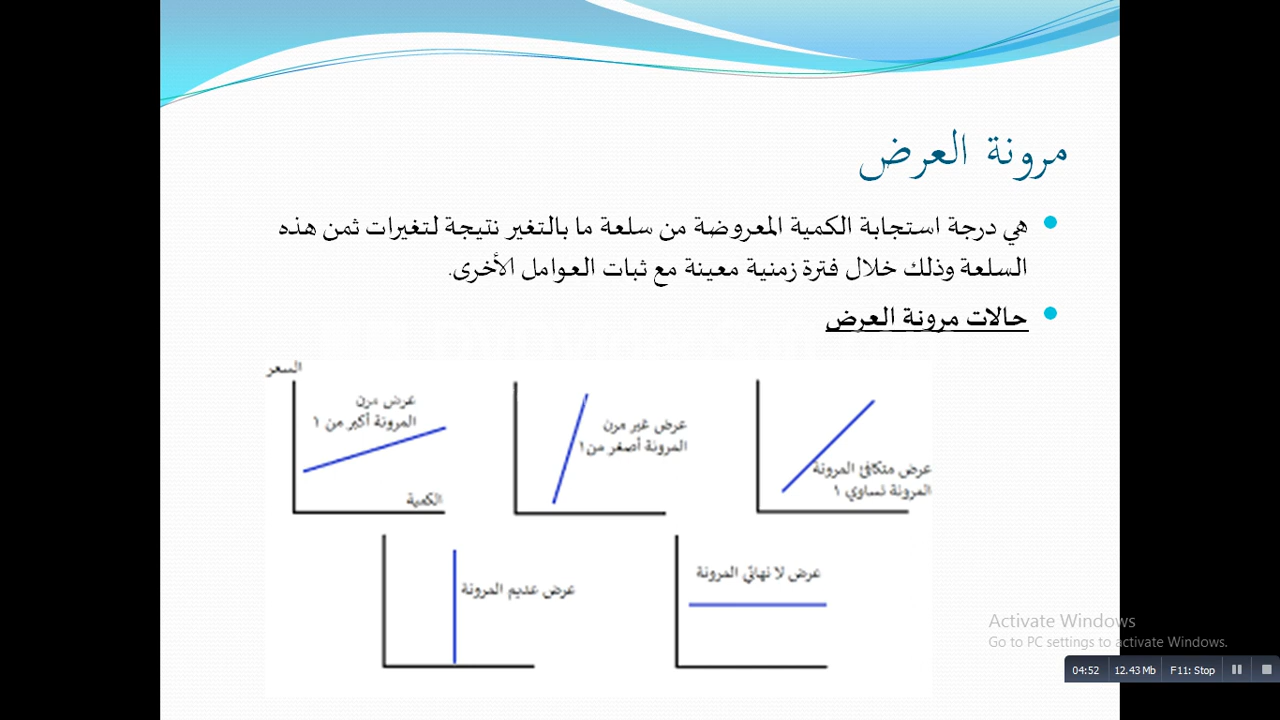 مرونة العرض
هي درجة استجابة الكمية المعروضة من سلعة ما بالتغير نتيجة لتغيرات ثمن هذه
السلعة وذلك خلال فترة زمنية معينة مع ثبات العوامل الأخرى.
حالات مرونة العرض
السعر
عرض مرن
المرونة أكبر من ١
الكمية
عرض غير مرن
المرونة أصغر من ١
عرض متكافئ المرونة
المرونة تساوي ١
عرض عديم المرونة
عرض لا نهائي المرونة
Activate Windows
Go to PC settings to activate Windows.
04:52 12.43 Mb F11: Stop